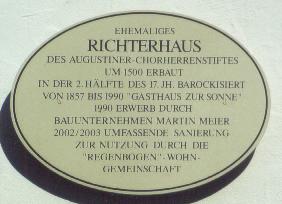 EHEMALIGES
RICHTERHAUS
DES AUGUSTINER-CHORHERRENSTIFTES
UM 1500 ERBAUT
IN DER 2. HÄLFTE DES 17. JH. BAROCKISIERT
VON 1857 BIS 1990 "GASTHAUS ZUR SONNE"
1990 ERWERB DURCH
BAUUNTERNEHMEN MARTIN MEIER
2002/2003 UMFASSENDE SANIERUNG
ZUR NUTZUNG DURCH DIE
"REGENBOGEN"-WOHN-
GEMEINSCHAFT